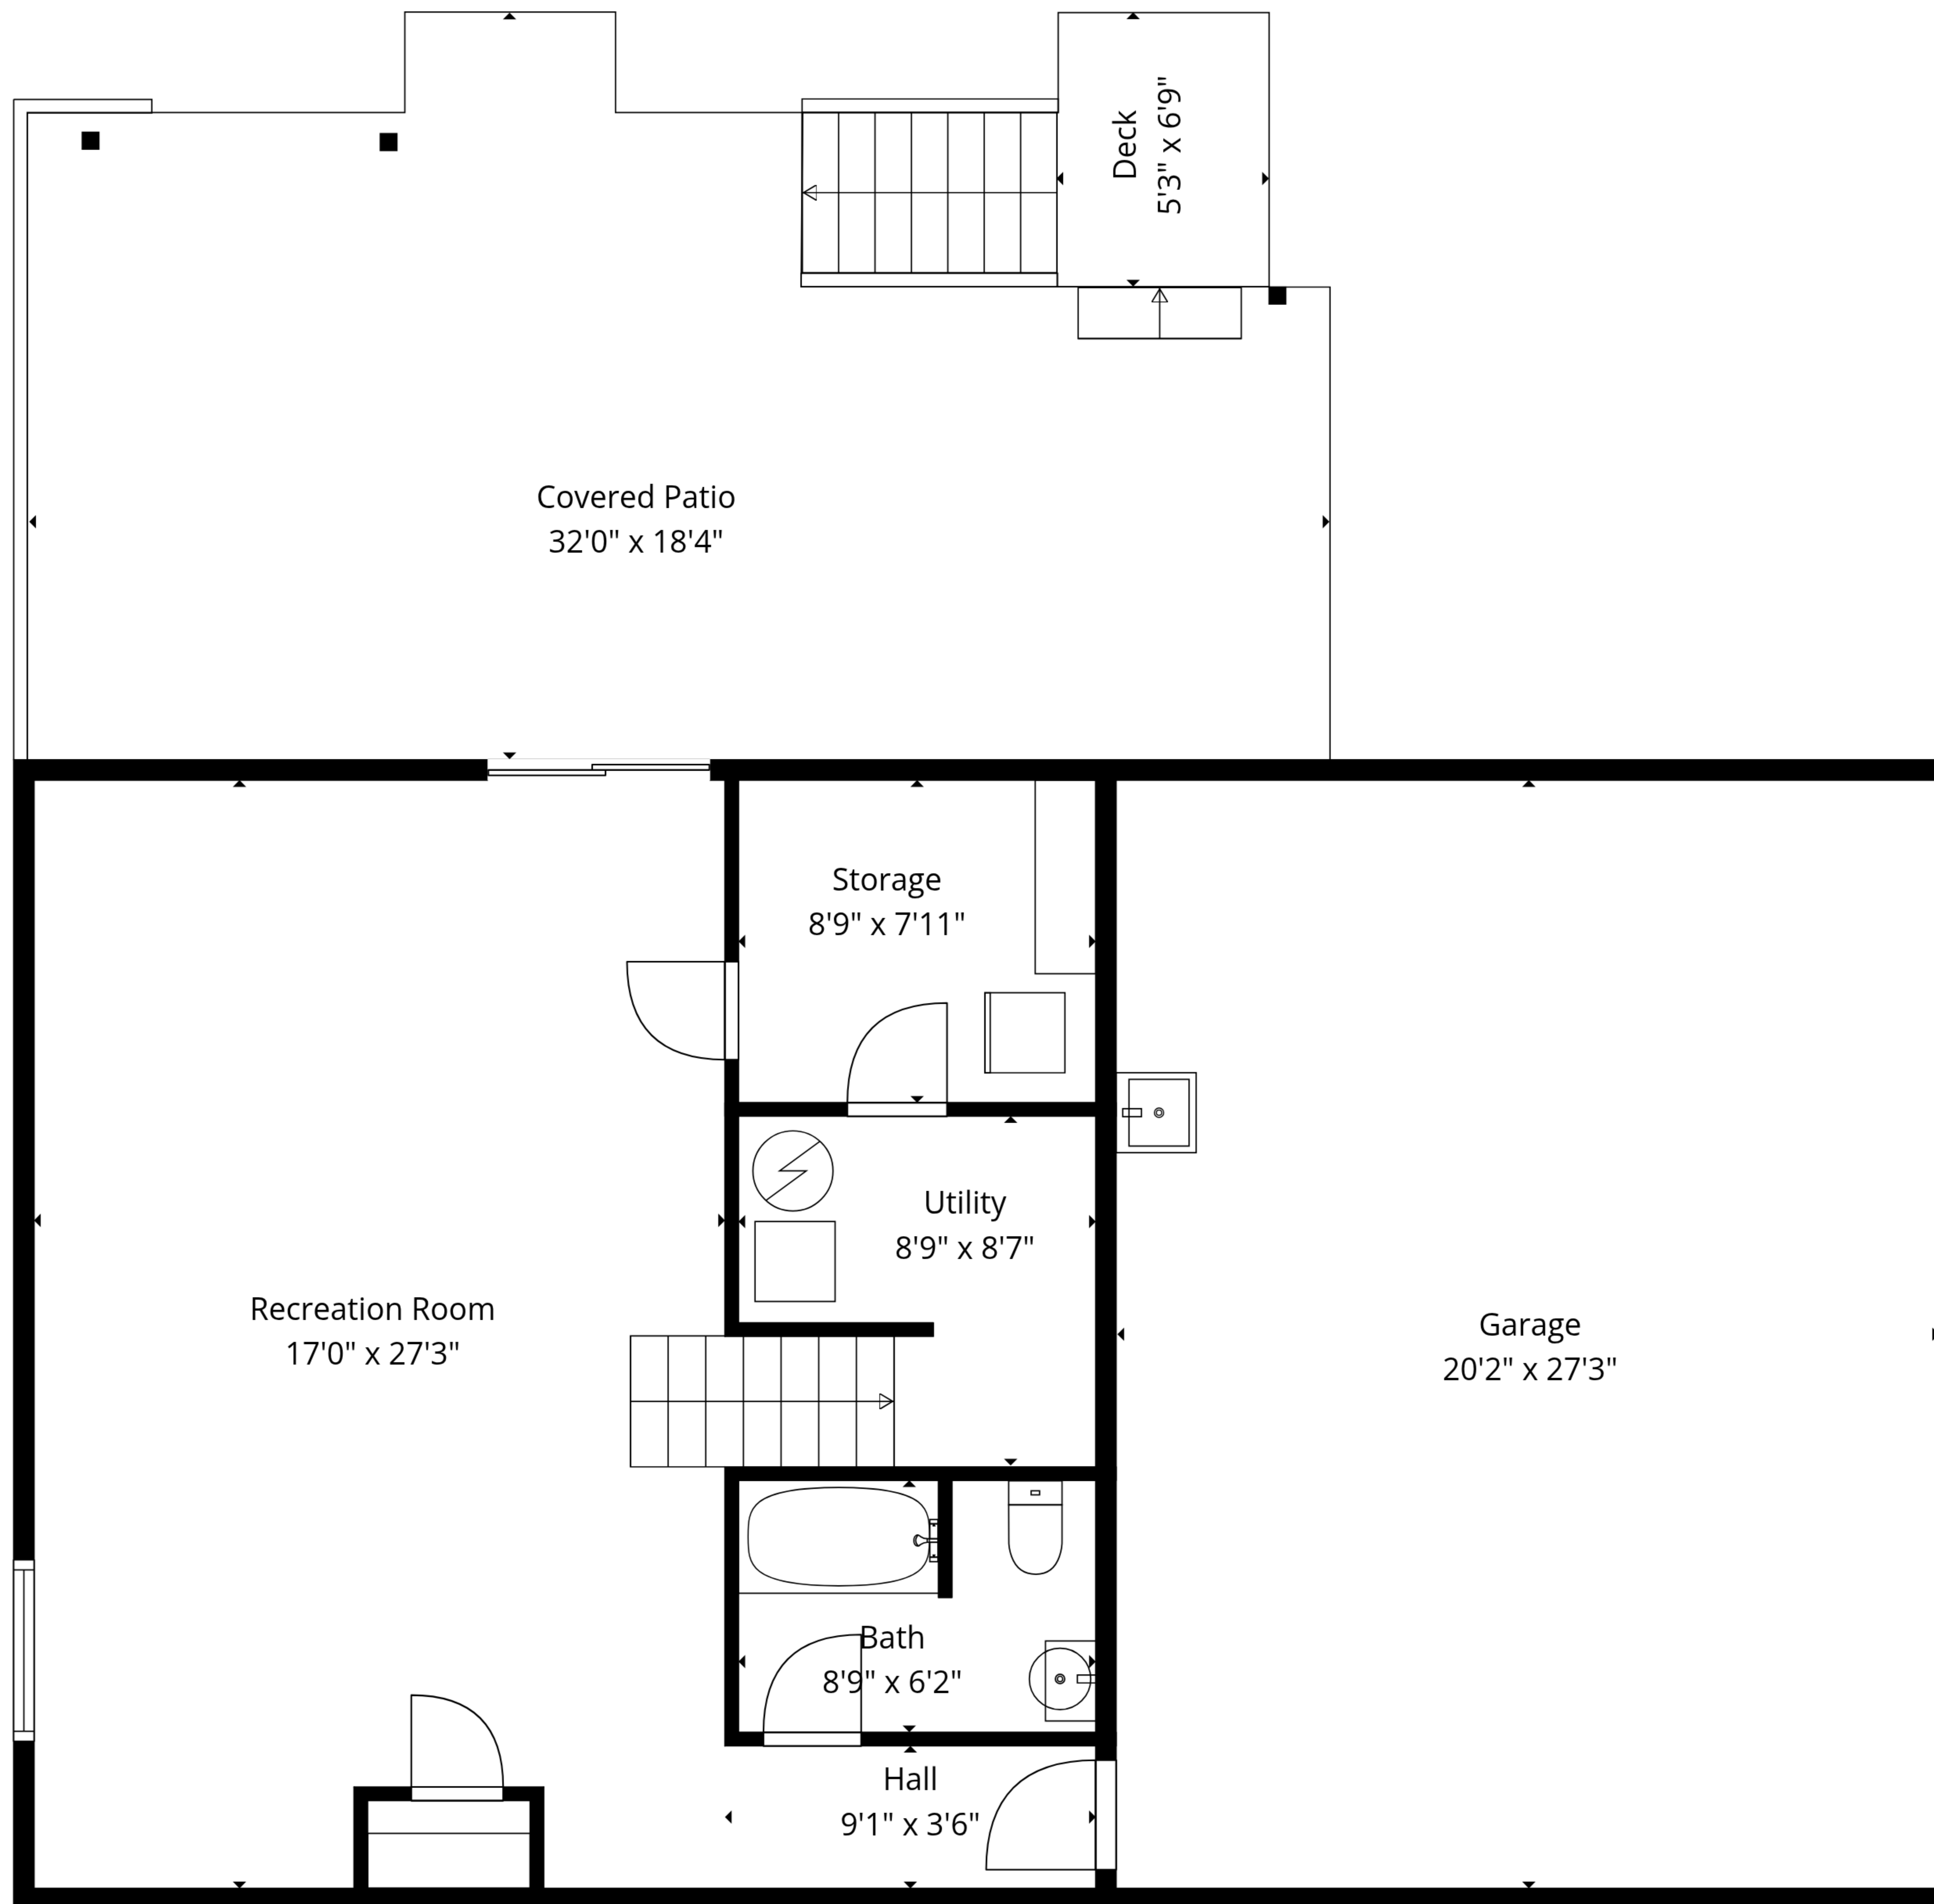 Deck
5'3" x 6'9"
Covered Patio
32'0" x 18'4"
Storage
8'9" x 7'11"
Utility
8'9" x 8'7"
Recreation Room
17'0" x 27'3"
Garage
20'2" x 27'3"
Bath
8'9" x 6'2"
Hall
9'1" x 3'6"